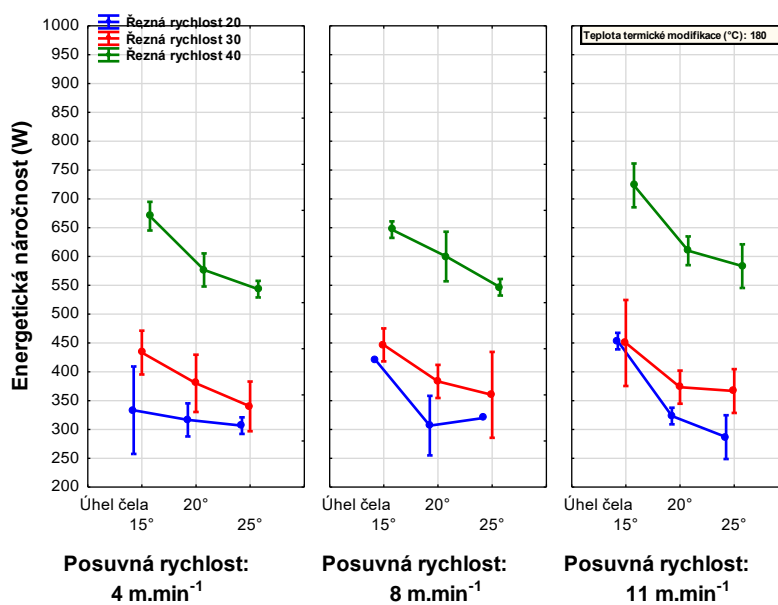 Řezná rychlost 20
Řezná rychlost 30
Řezná rychlost 40
Teplota termické modifikace (°C): 180
Energetická náročnost (W)
1000
950
900
850
800
750
700
650
600
550
500
450
400
350
300
250
200
Úhel čela 20° Úhel čela 20° Úhel čela 20°
15° 25° 15° 25° 15° 25°
Posuvná rychlost: Posuvná rychlost: Posuvná rychlost:
4 m.min⁻¹ 8 m.min⁻¹ 11 m.min⁻¹